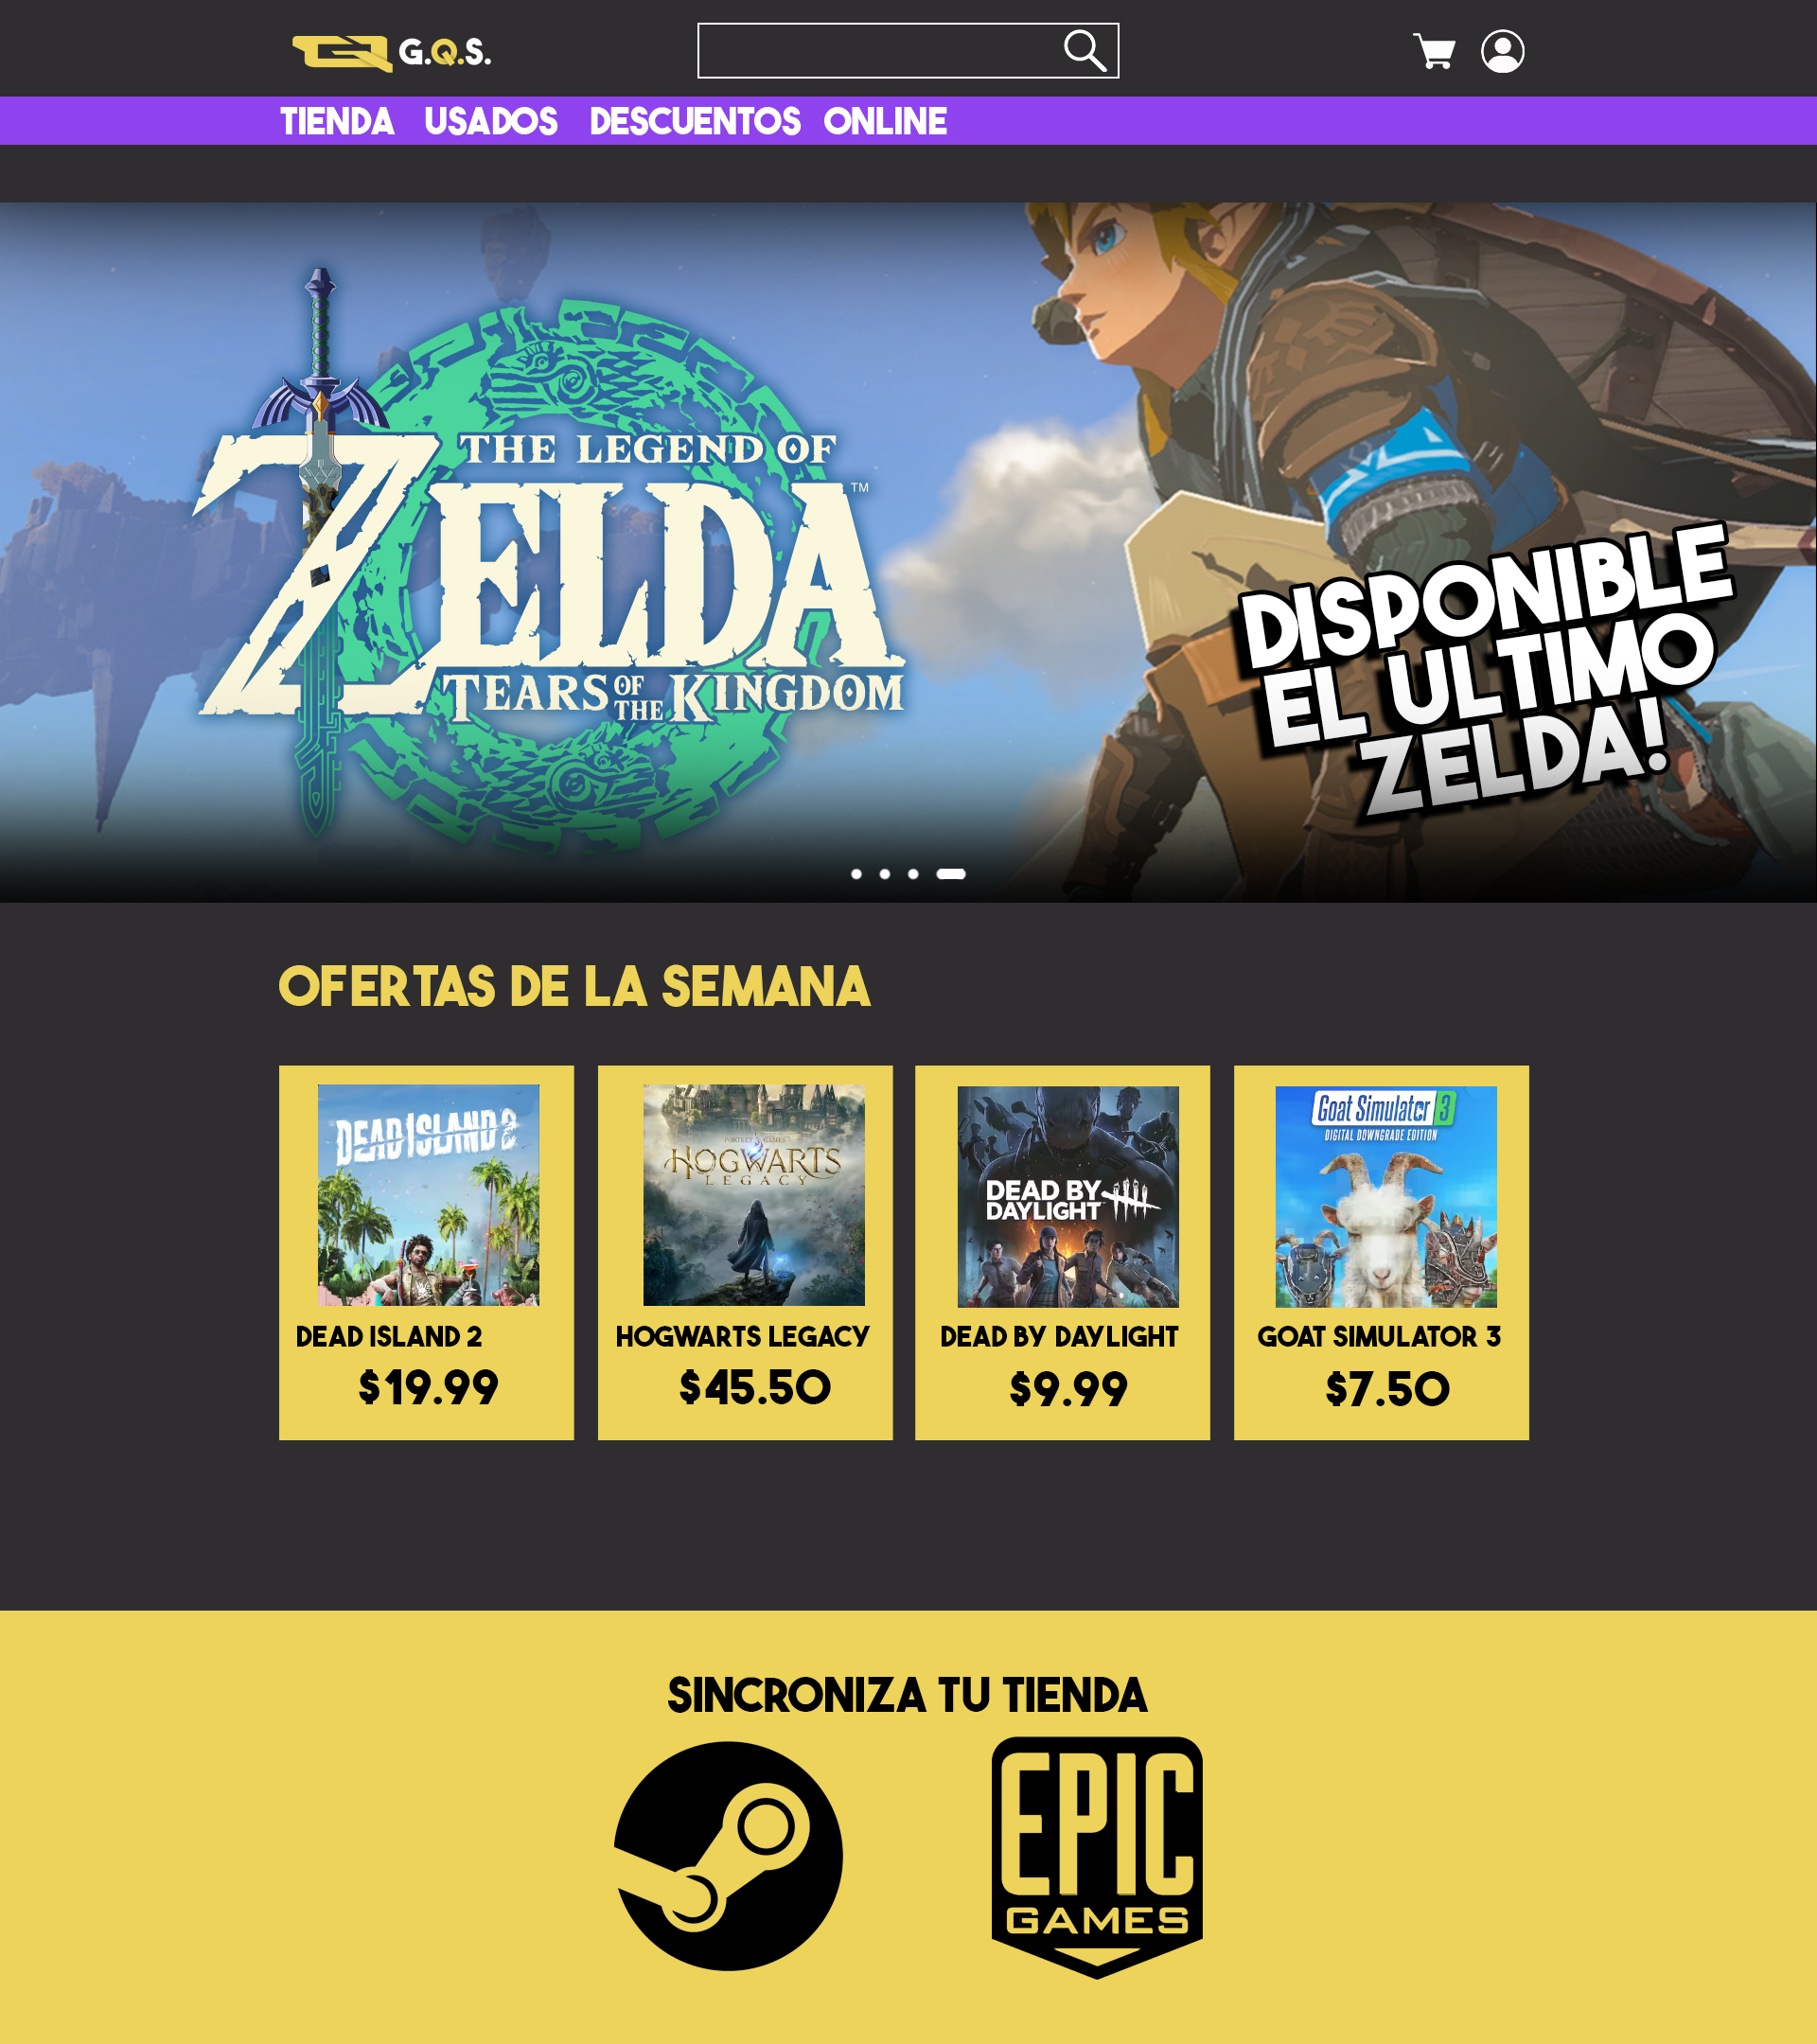 G.Q.S.
TIENDA USADOS DESCUENTOS ONLINE
THE LEGEND OF
ZELDA™
TEARS OF THE KINGDOM
DISPONIBLE
EL ULTIMO
ZELDA!
OFERTAS DE LA SEMANA
DEAD ISLAND 2
PORTKEY GAMES
HOGWARTS
LEGACY
DEAD BY
DAYLIGHT
Goat Simulator 3
DIGITAL DOWNGRADE EDITION
DEAD ISLAND 2
HOGWARTS LEGACY
DEAD BY DAYLIGHT
GOAT SIMULATOR 3
$19.99
$45.50
$9.99
$7.50
SINCRONIZA TU TIENDA
EPIC
GAMES